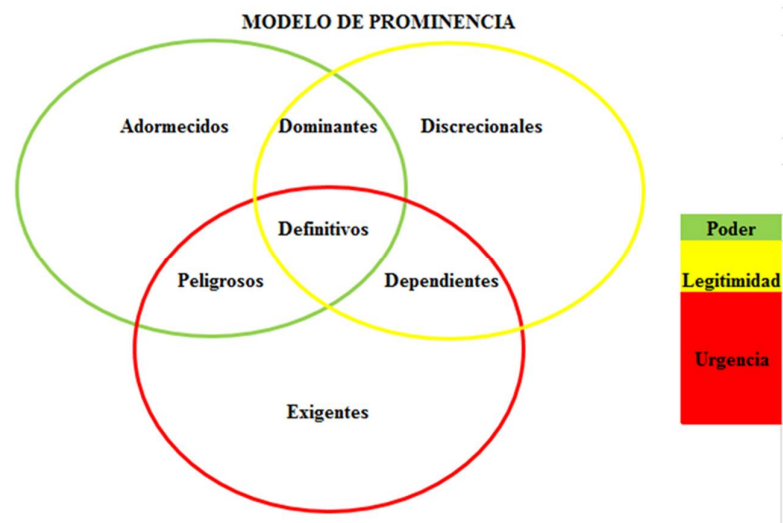 MODELO DE PROMINENCIA
Adormecidos
Dominantes
Discrecionales
Definitivos
Peligrosos
Dependientes
Exigentes
Poder
Legitimidad
Urgencia